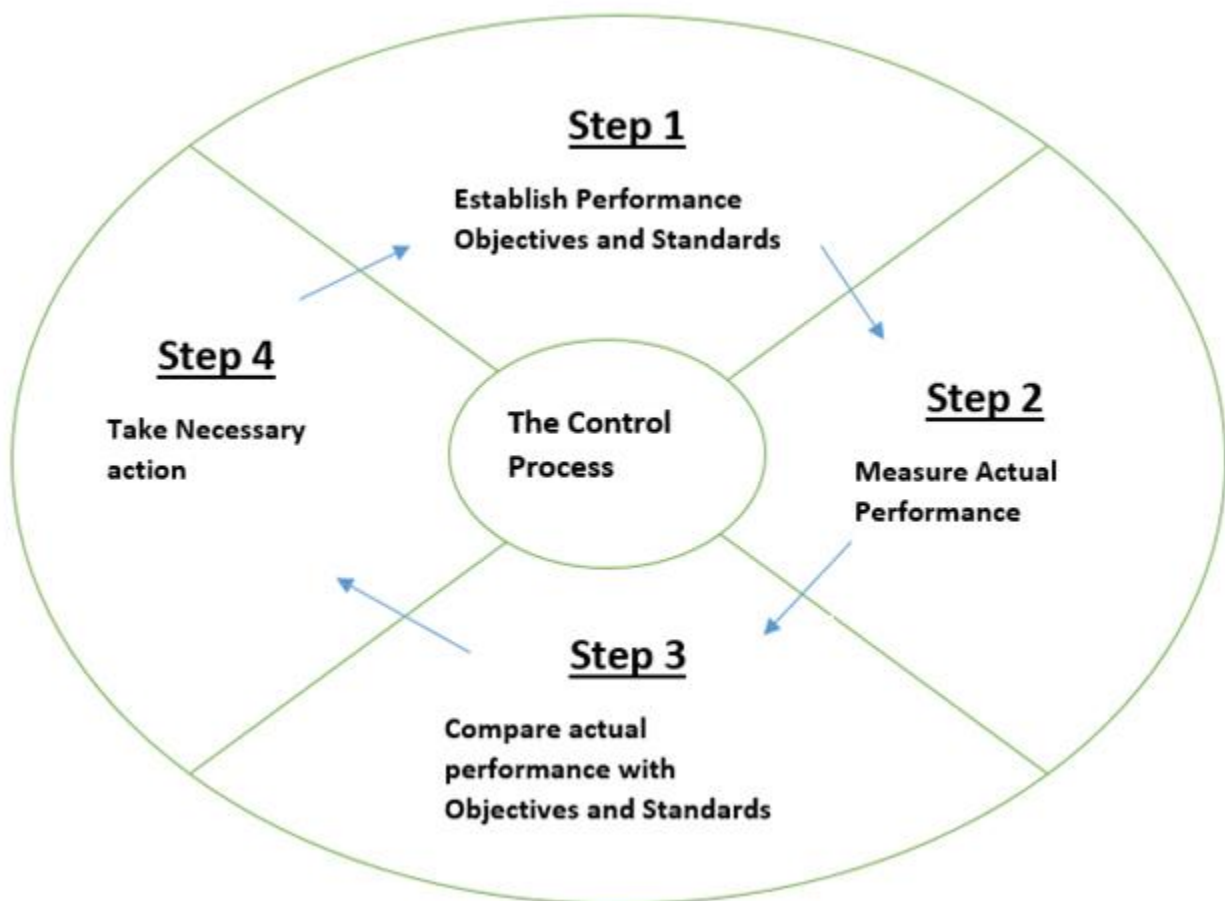 Step 1
Establish Performance
Objectives and Standards
Step 2
Measure Actual
Performance
Step 3
Compare actual
performance with
Objectives and Standards
Step 4
Take Necessary
action
The Control
Process